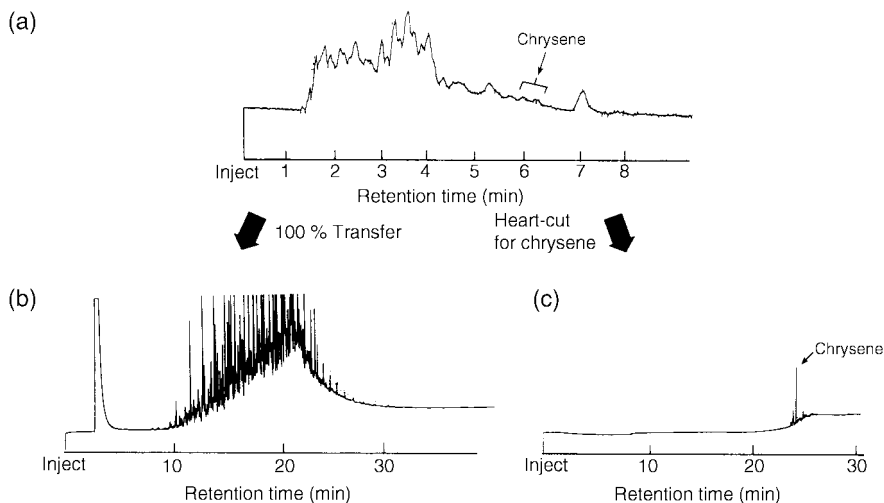 (a)
Chrysene
Inject 1 2 3 4 5 6 7 8
Retention time (min)
100 % Transfer
Heart-cut
for chrysene
(b)
Inject 10 20 30
Retention time (min)
(c)
Chrysene
Inject 10 20 30
Retention time (min)